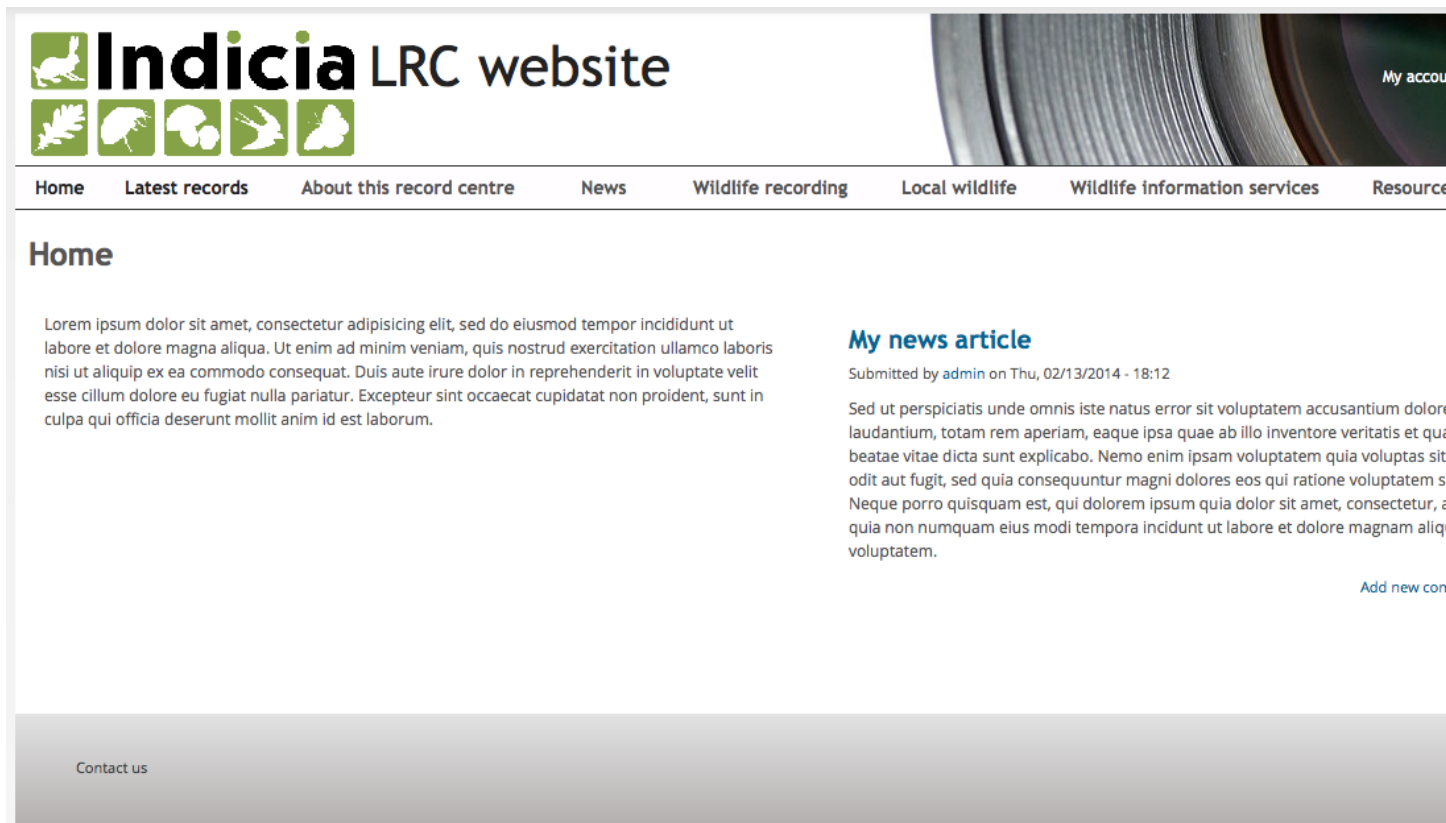 Indicia LRC website
My accou
Home Latest records About this record centre News Wildlife recording Local wildlife Wildlife information services Resource
Home
Lorem ipsum dolor sit amet, consectetur adipisicing elit, sed do eiusmod tempor incididunt ut
labore et dolore magna aliqua. Ut enim ad minim veniam, quis nostrud exercitation ullamco laboris
nisi ut aliquip ex ea commodo consequat. Duis aute irure dolor in reprehenderit in voluptate velit
esse cillum dolore eu fugiat nulla pariatur. Excepteur sint occaecat cupidatat non proident, sunt in
culpa qui officia deserunt mollit anim id est laborum.
My news article
Submitted by admin on Thu, 02/13/2014 - 18:12
Sed ut perspiciatis unde omnis iste natus error sit voluptatem accusantium dolore
laudantium, totam rem aperiam, eaque ipsa quae ab illo inventore veritatis et qua
beatae vitae dicta sunt explicabo. Nemo enim ipsam voluptatem quia voluptas sit
odit aut fugit, sed quia consequuntur magni dolores eos qui ratione voluptatem s
Neque porro quisquam est, qui dolorem ipsum quia dolor sit amet, consectetur, a
quia non numquam eius modi tempora incidunt ut labore et dolore magnam aliq
voluptatem.
Add new con
Contact us